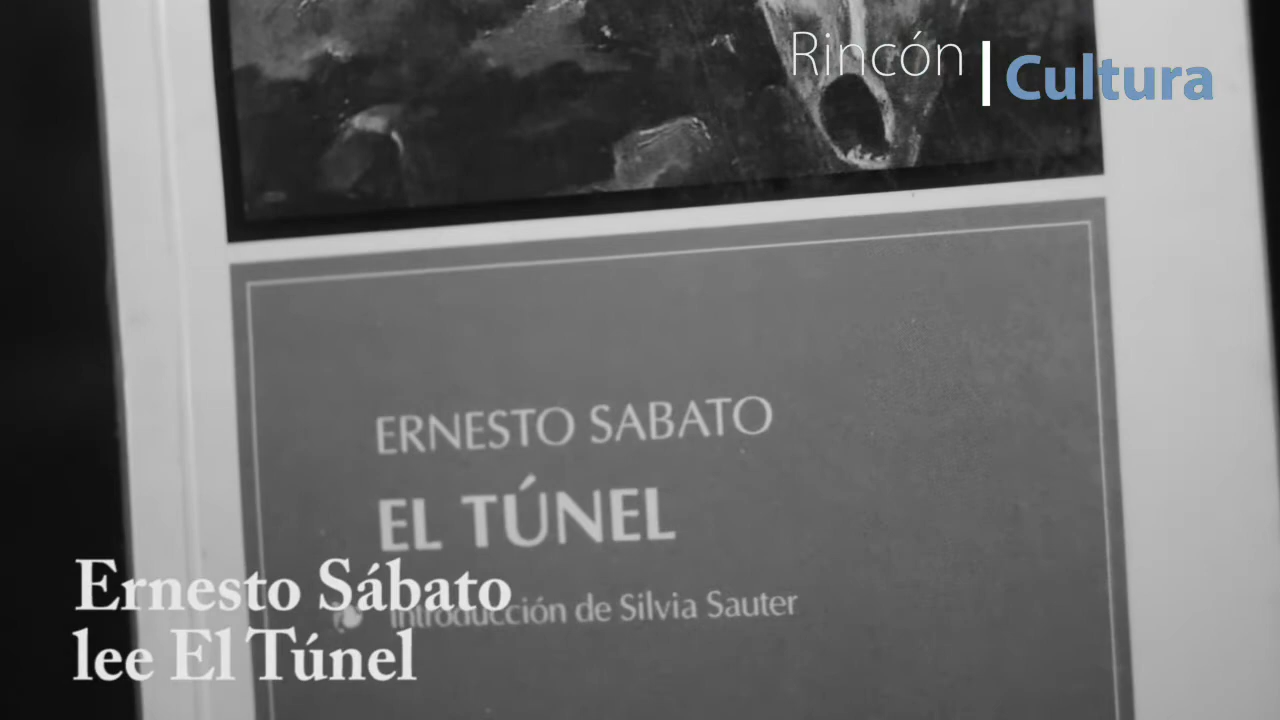 Rincón | Cultura
ERNESTO SABATO
EL TÚNEL
Introducción de Silvia Sauter
Ernesto Sábato
lee El Túnel